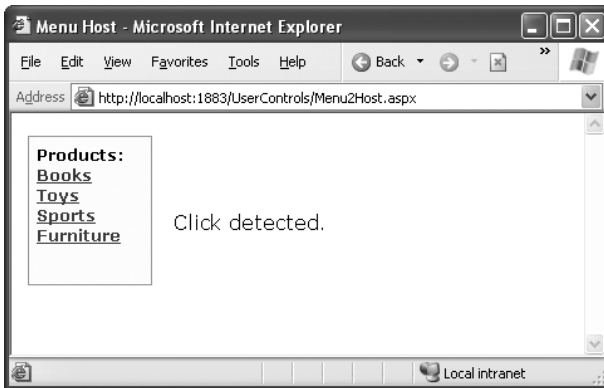 Menu Host - Microsoft Internet Explorer
File Edit View Favorites Tools Help Back »
Address http://localhost:1883/UserControls/Menu2Host.aspx
Products:
Books
Toys
Sports
Furniture
Click detected.
Local intranet